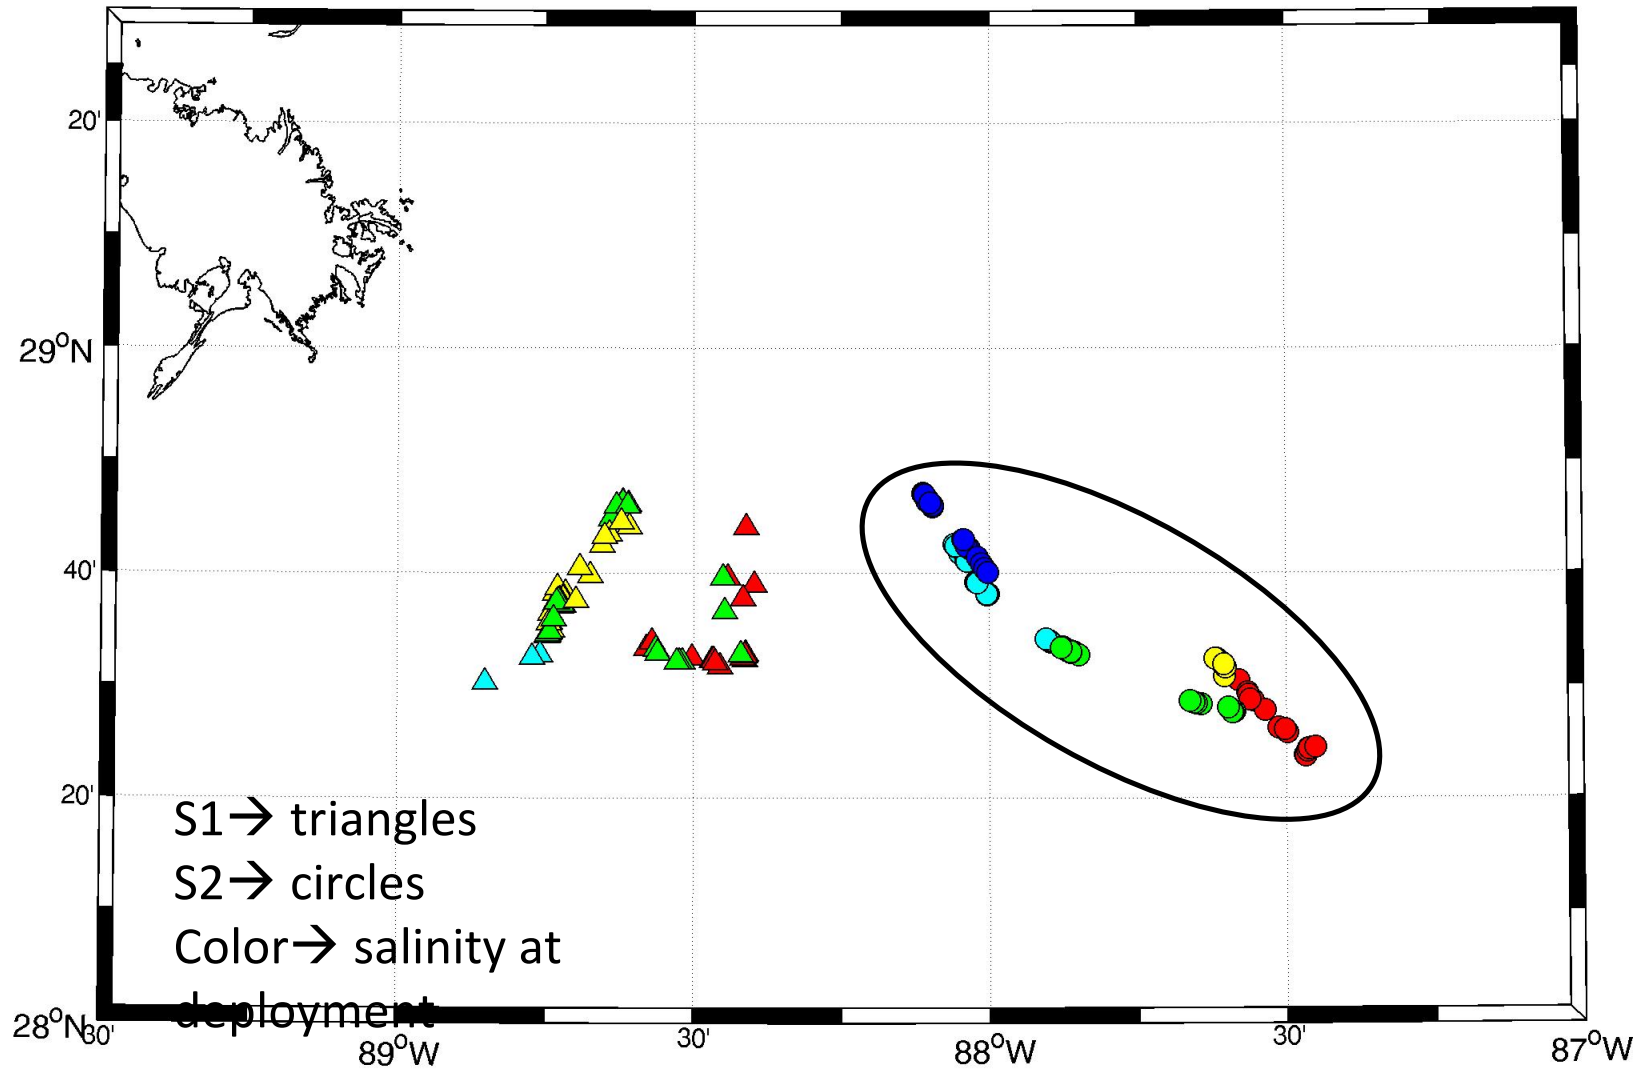 20'
29°N
40'
20'
S1→ triangles
S2→ circles
Color→ salinity at
deployment
28°N
30'
89°W
30'
88°W
30'
87°W